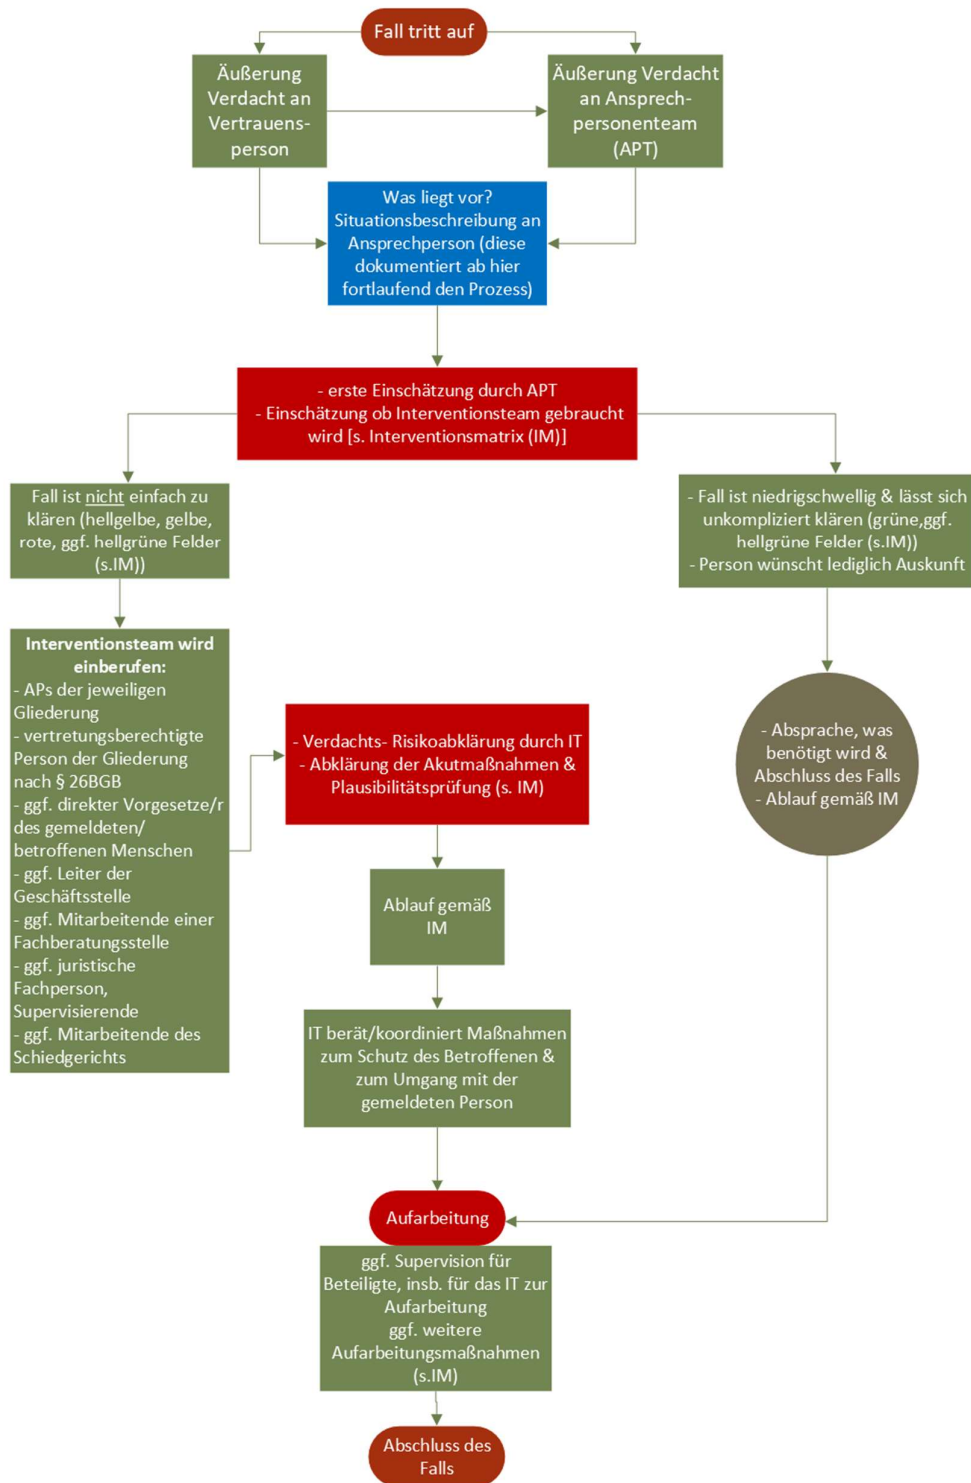 Fall tritt auf
Äußerung
Verdacht an
Vertrauens-
person
Äußerung Verdacht
an Ansprech-
personenteam
(APT)
Was liegt vor?
Situationsbeschreibung an
Ansprechperson (diese
dokumentiert ab hier
fortlaufend den Prozess)
- erste Einschätzung durch APT
- Einschätzung ob Interventionsteam gebraucht
wird [s. Interventionsmatrix (IM)]
Fall ist nicht einfach zu
klären (hellgelbe, gelbe,
rote, ggf. hellgrüne Felder
(s.IM))
- Fall ist niedrigschwellig & lässt sich
unkompliziert klären (grüne,ggf.
hellgrüne Felder (s.IM))
- Person wünscht lediglich Auskunft
Interventionsteam wird
einberufen:
- APs der jeweiligen
Gliederung
- vertretungsberechtigte
Person der Gliederung
nach § 26BGB
- ggf. direkter Vorgesetze/r
des gemeldeten/
betroffenen Menschen
- ggf. Leiter der
Geschäftsstelle
- ggf. Mitarbeitende einer
Fachberatungsstelle
- ggf. juristische
Fachperson,
Supervisierende
- ggf. Mitarbeitende des
Schiedgerichts
- Verdachts- Risikoabklärung durch IT
- Abklärung der Akutmaßnahmen &
Plausibilitätsprüfung (s. IM)
- Absprache, was
benötigt wird &
Abschluss des Falls
- Ablauf gemäß IM
Ablauf gemäß
IM
IT berät/koordiniert Maßnahmen
zum Schutz des Betroffenen &
zum Umgang mit der
gemeldeten Person
Aufarbeitung
ggf. Supervision für
Beteiligte, insb. für das IT zur
Aufarbeitung
ggf. weitere
Aufarbeitungsmaßnahmen
(s.IM)
Abschluss des
Falls